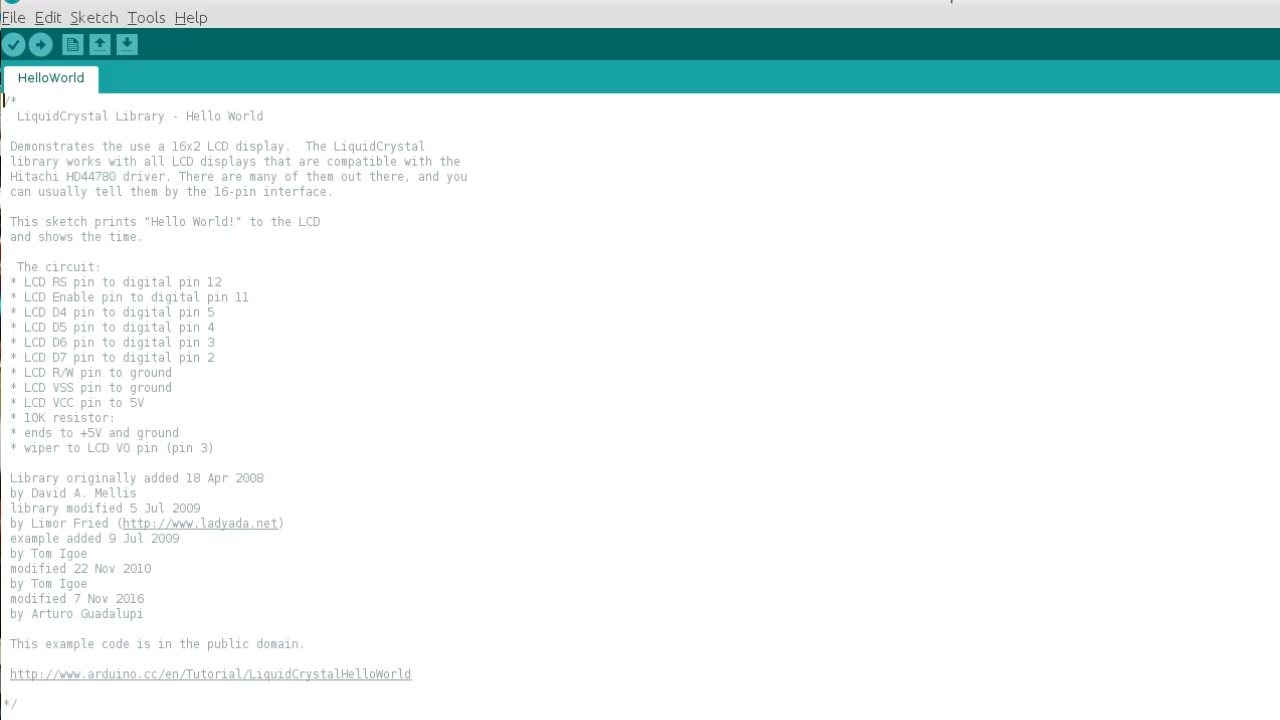 File Edit Sketch Tools Help
HelloWorld
/*
LiquidCrystal Library - Hello World
Demonstrates the use a 16x2 LCD display.  The LiquidCrystal
library works with all LCD displays that are compatible with the
Hitachi HD44780 driver. There are many of them out there, and you
can usually tell them by the 16-pin interface.
This sketch prints "Hello World!" to the LCD
and shows the time.
The circuit:
* LCD RS pin to digital pin 12
* LCD Enable pin to digital pin 11
* LCD D4 pin to digital pin 5
* LCD D5 pin to digital pin 4
* LCD D6 pin to digital pin 3
* LCD D7 pin to digital pin 2
* LCD R/W pin to ground
* LCD VSS pin to ground
* LCD VCC pin to 5V
* 10K resistor:
* ends to +5V and ground
* wiper to LCD VO pin (pin 3)
Library originally added 18 Apr 2008
by David A. Mellis
library modified 5 Jul 2009
by Limor Fried (http://www.ladyada.net)
example added 9 Jul 2009
by Tom Igoe
modified 22 Nov 2010
by Tom Igoe
modified 7 Nov 2016
by Arturo Guadalupi
This example code is in the public domain.
http://www.arduino.cc/en/Tutorial/LiquidCrystalHelloWorld
*/